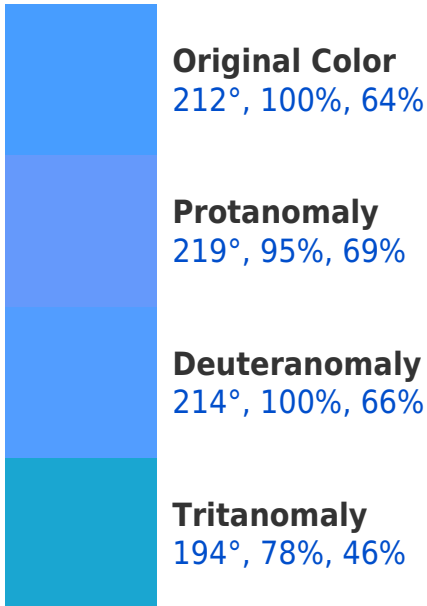 Original Color
212°, 100%, 64%
Protanomaly
219°, 95%, 69%
Deuteranomaly
214°, 100%, 66%
Tritanomaly
194°, 78%, 46%